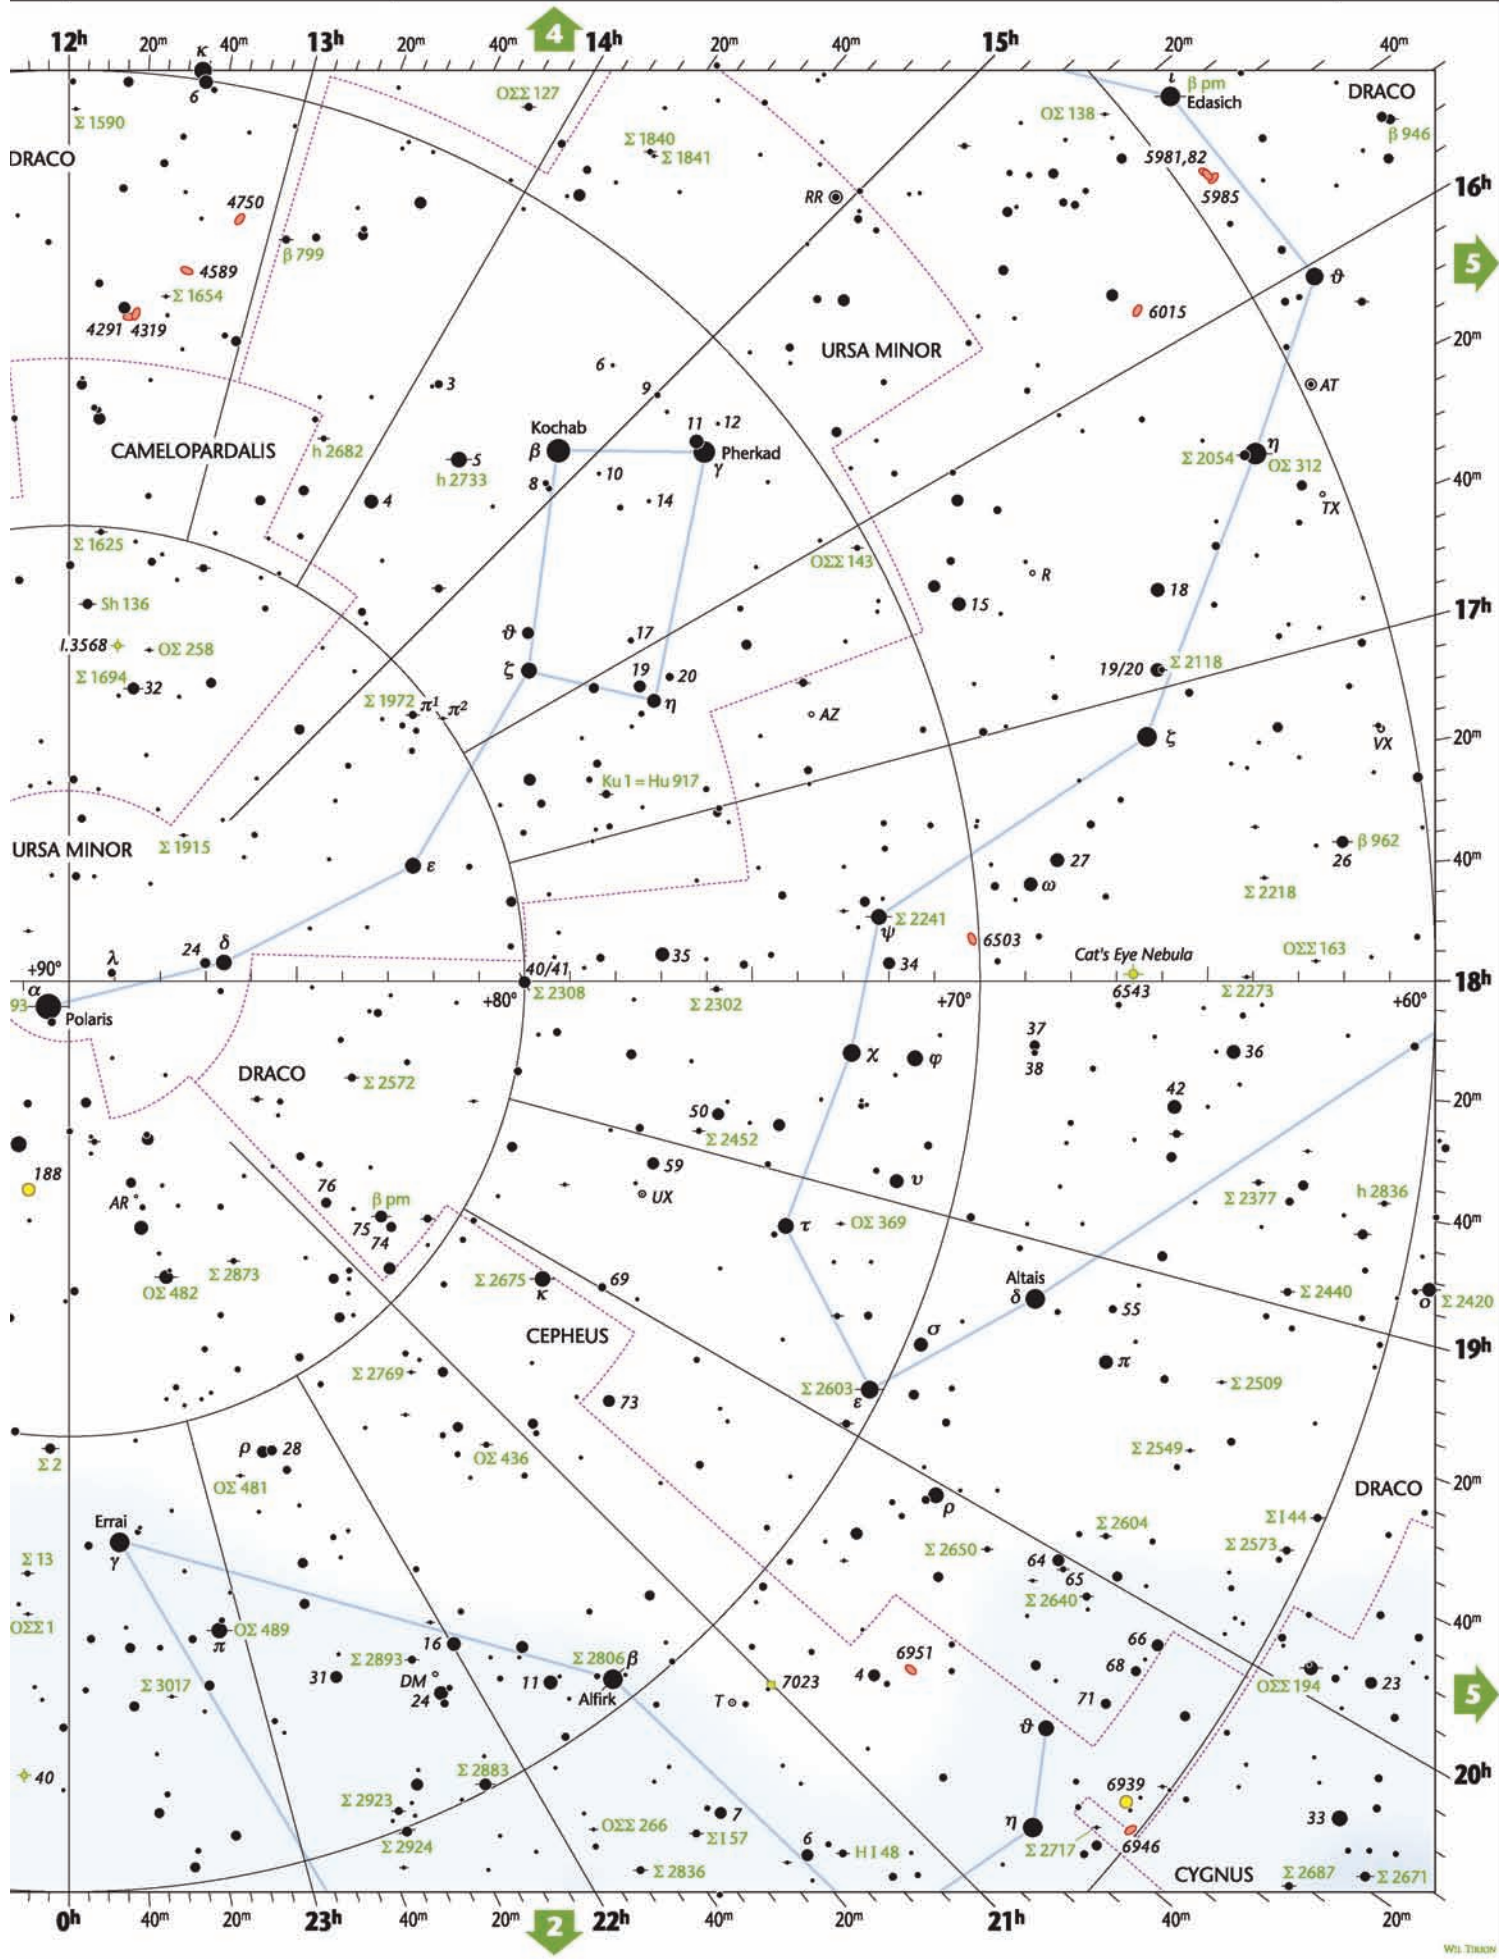 12h 20m 40m 13h 20m 40m 4 14h 20m 40m 15h 20m 40m
κ
6
Σ 1590
ΟΣΣ 127
ι β pm
Edasich
DRACO
ΟΣ 138
β 946
DRACO
Σ 1840
Σ 1841
5981,82
5985
16h
4750
RR
β 799
4589
ϑ
5
Σ 1654
4291 4319
6015
20m
URSA MINOR
6
3
9
AT
Kochab
β
11 12
Pherkad
γ
η
CAMELOPARDALIS
h 2682
5
h 2733
Σ 2054
ΟΣ 312
10
8
4
14
40m
TX
Σ 1625
ΟΣΣ 143
R
18
Sh 136
15
17h
I.3568
ΟΣ 258
ϑ
17
Σ 1694
32
ζ
19
20
η
19/20
Σ 2118
Σ 1972
π1 π2
AZ
ζ
VX
20m
Ku 1 = Hu 917
URSA MINOR
Σ 1915
ε
27
β 962
26
40m
ω
Σ 2218
Σ 2241
ψ
λ
24
δ
35
34
6503
Cat's Eye Nebula
ΟΣΣ 163
+90°
40/41
18h
α
93
Polaris
+80°
Σ 2308
Σ 2302
+70°
6543
Σ 2273
+60°
37
38
χ
φ
36
DRACO
Σ 2572
42
50
Σ 2452
20m
59
188
76
υ
AR
β pm
75
74
UX
Σ 2377
h 2836
τ
ΟΣ 369
40m
Σ 2873
ΟΣ 482
Σ 2675
κ
69
Altais
δ
55
Σ 2440
ο
Σ 2420
CEPHEUS
σ
19h
Σ 2769
π
Σ 2603
ε
Σ 2509
73
ρ
28
Σ 2
ΟΣ 436
Σ 2549
ΟΣ 481
20m
DRACO
ρ
Errai
γ
Σ 2604
Σ I 44
Σ 13
Σ 2650
Σ 2573
64
65
Σ 2640
ΟΣΣ 1
ΟΣ 489
π
40m
16
66
Σ 2893
Σ 2806
β
6951
68
31
DM
24
11
Alfirk
4
ΟΣΣ 194
23
Σ 3017
7023
T
71
5
ϑ
20h
40
Σ 2883
6939
Σ 2923
7
33
Σ 2924
ΟΣΣ 266
Σ I 57
6
H I 48
η
Σ 2717
6946
Σ 2836
CYGNUS
Σ 2687
Σ 2671
0h 40m 20m 23h 40m 20m 2 22h 40m 20m 21h 40m 20m
WIL TIRION